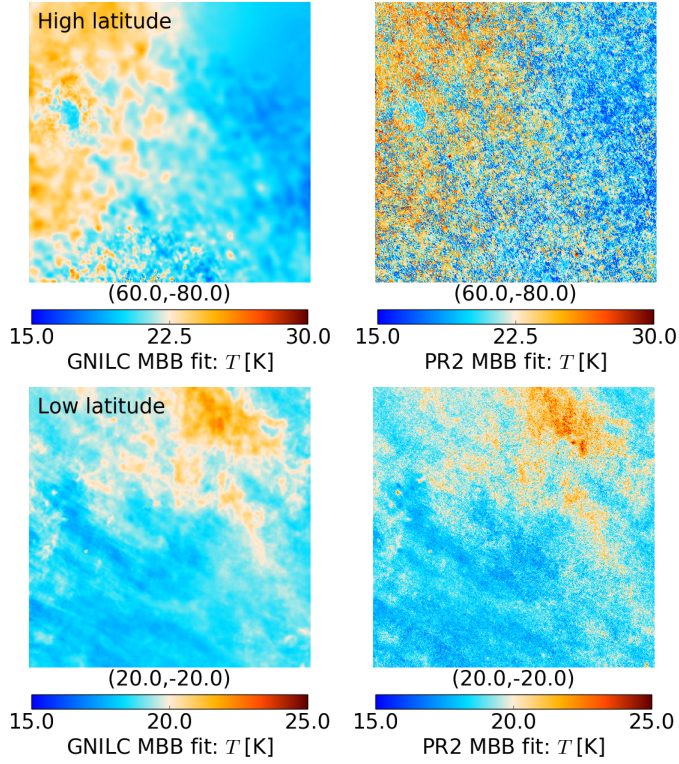 High latitude
(60.0,-80.0) (60.0,-80.0)
15.0 22.5 30.0 15.0 22.5 30.0
GNILC MBB fit: T [K] PR2 MBB fit: T [K]
Low latitude
(20.0,-20.0) (20.0,-20.0)
15.0 20.0 25.0 15.0 20.0 25.0
GNILC MBB fit: T [K] PR2 MBB fit: T [K]